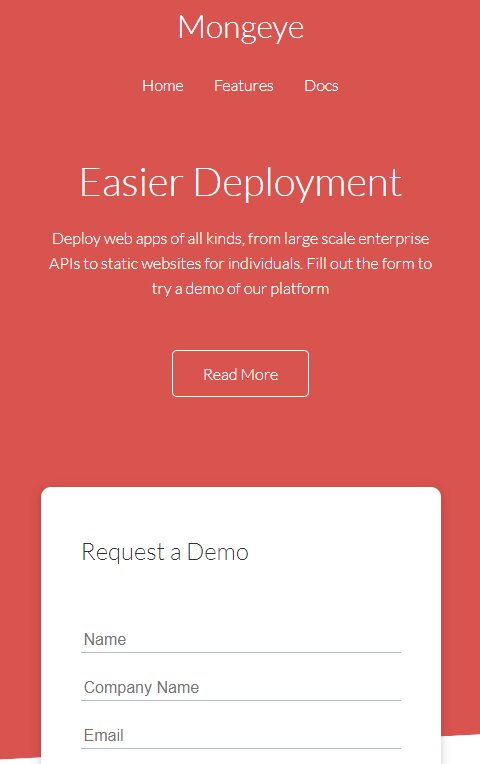 Mongeye
Home Features Docs
Easier Deployment
Deploy web apps of all kinds, from large scale enterprise
APIs to static websites for individuals. Fill out the form to
try a demo of our platform
Read More
Request a Demo
Name
Company Name
Email